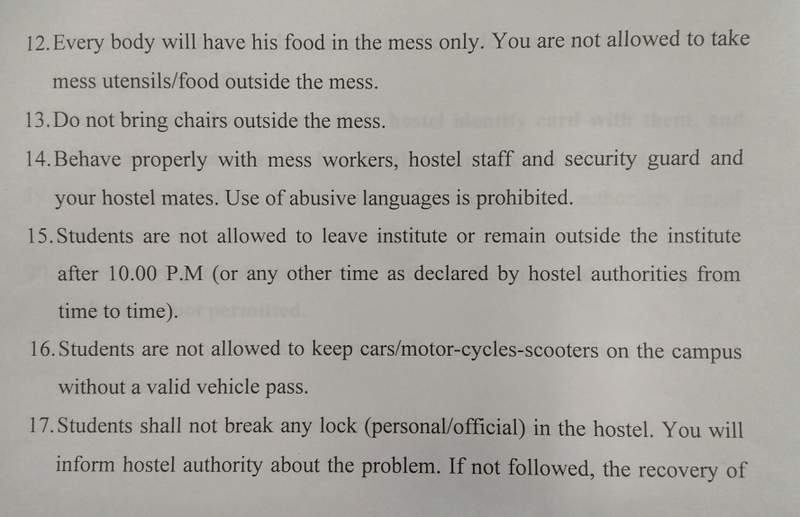 12.Every body will have his food in the mess only. You are not allowed to take
mess utensils/food outside the mess.
13.Do not bring chairs outside the mess.
14.Behave properly with mess workers, hostel staff and security guard and
your hostel mates. Use of abusive languages is prohibited.
15.Students are not allowed to leave institute or remain outside the institute
after 10.00 P.M (or any other time as declared by hostel authorities from
time to time).
16.Students are not allowed to keep cars/motor-cycles-scooters on the campus
without a valid vehicle pass.
17.Students shall not break any lock (personal/official) in the hostel. You will
inform hostel authority about the problem. If not followed, the recovery of